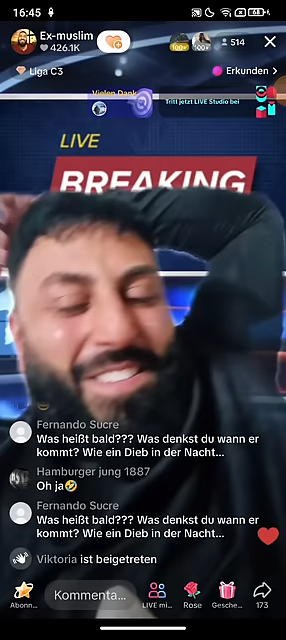 16:45
68
Ex-muslim
426.1K
100+
100+
514
Liga C3
Erkunden >
Vielen Dank
Tritt jetzt LIVE Studio bei
LIVE
BREAKING
Fernando Sucre
Was heißt bald??? Was denkst du wann er
kommt? Wie ein Dieb in der Nacht...
Hamburger jung 1887
Oh ja🤣
Fernando Sucre
Was heißt bald??? Was denkst du wann er
kommt? Wie ein Dieb in der Nacht...
Viktoria ist beigetreten
Kommenta...
Abonn...
LIVE mi...
Rose
Gesche...
173